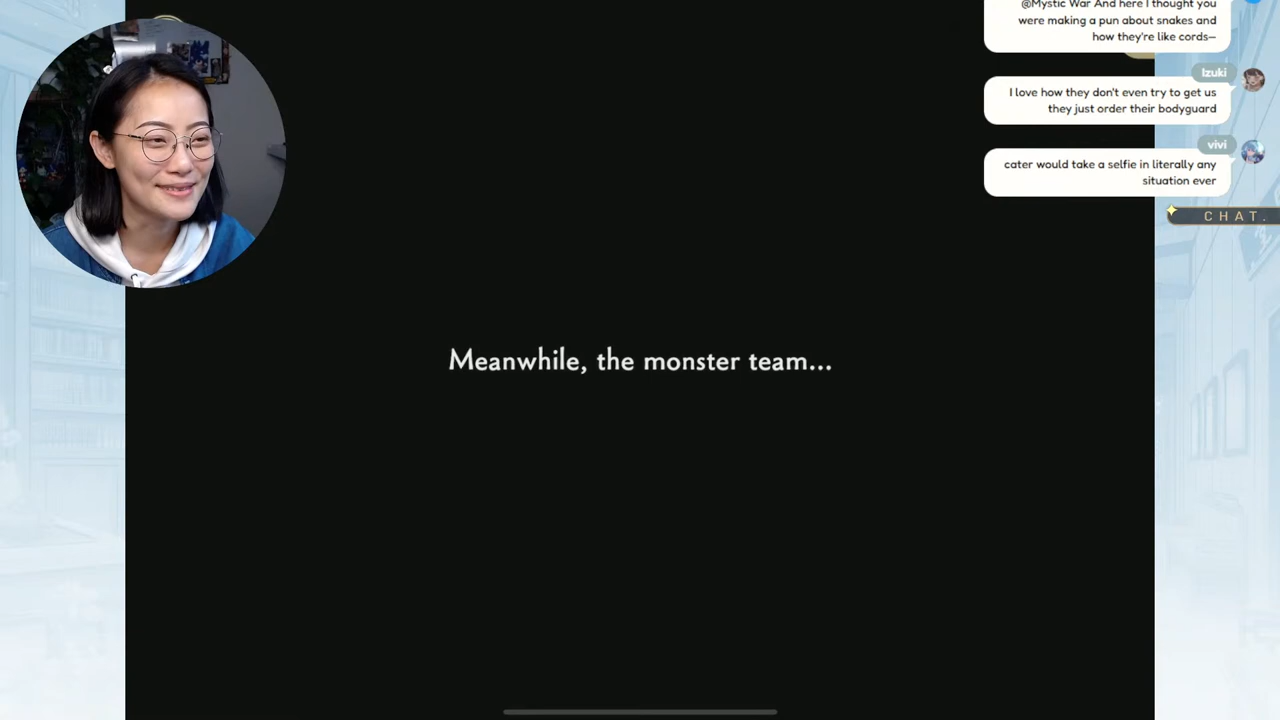 @Mystic War And here I thought you
were making a pun about snakes and
how they're like cords—
Izuki
I love how they don't even try to get us
they just order their bodyguard
vivi
cater would take a selfie in literally any
situation ever
CHAT.
Meanwhile, the monster team...